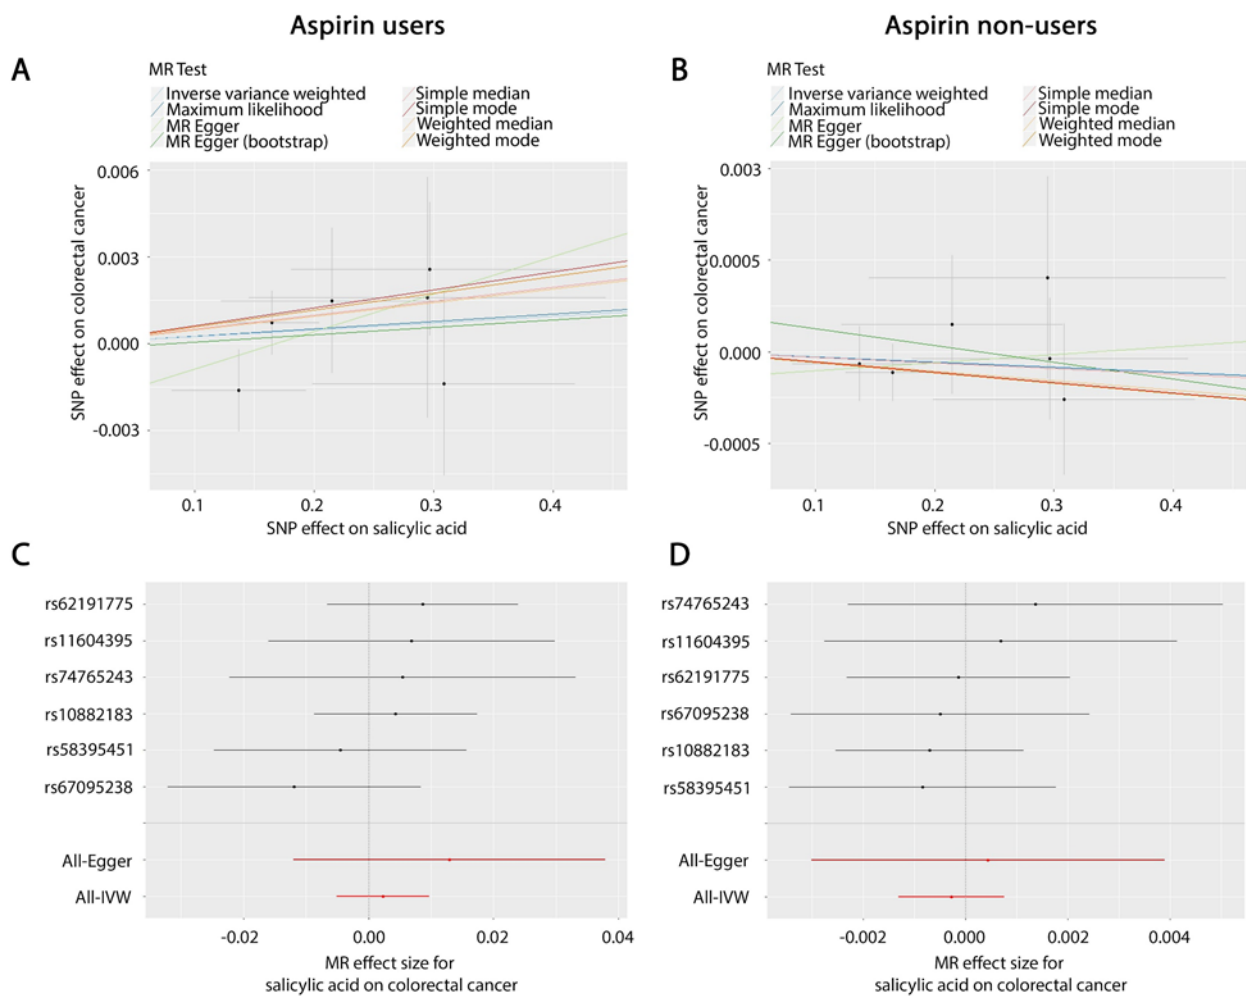 Aspirin users
Aspirin non-users
A
MR Test
Inverse variance weighted
Maximum likelihood
MR Egger
MR Egger (bootstrap)
Simple median
Simple mode
Weighted median
Weighted mode
0.006
0.003
0.000
-0.003
SNP effect on colorectal cancer
0.1
0.2
0.3
0.4
SNP effect on salicylic acid
B
MR Test
Inverse variance weighted
Maximum likelihood
MR Egger
MR Egger (bootstrap)
Simple median
Simple mode
Weighted median
Weighted mode
0.003
0.0005
0.000
-0.0005
SNP effect on colorectal cancer
0.1
0.2
0.3
0.4
SNP effect on salicylic acid
C
rs62191775
rs11604395
rs74765243
rs10882183
rs58395451
rs67095238
All-Egger
All-IVW
-0.02
0.00
0.02
0.04
MR effect size for
salicylic acid on colorectal cancer
D
rs74765243
rs11604395
rs62191775
rs67095238
rs10882183
rs58395451
All-Egger
All-IVW
-0.002
0.000
0.002
0.004
MR effect size for
salicylic acid on colorectal cancer